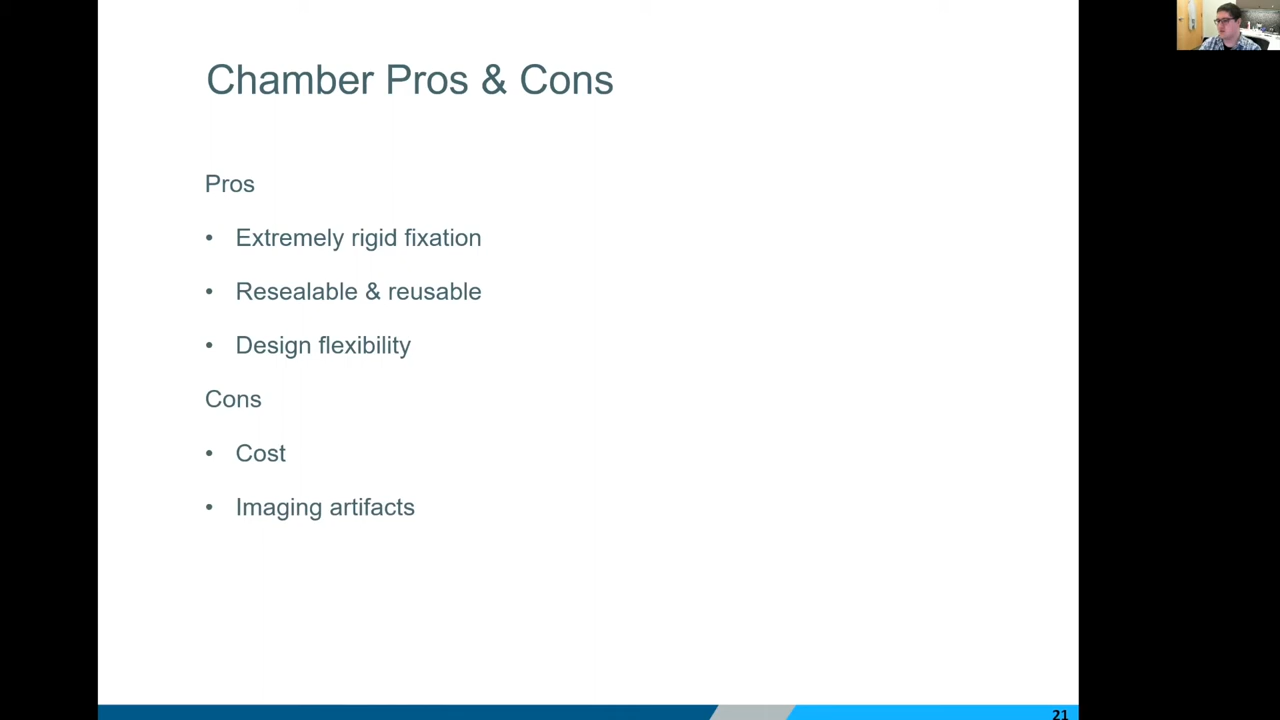 Chamber Pros & Cons
Pros
• Extremely rigid fixation
• Resealable & reusable
• Design flexibility
Cons
• Cost
• Imaging artifacts
21